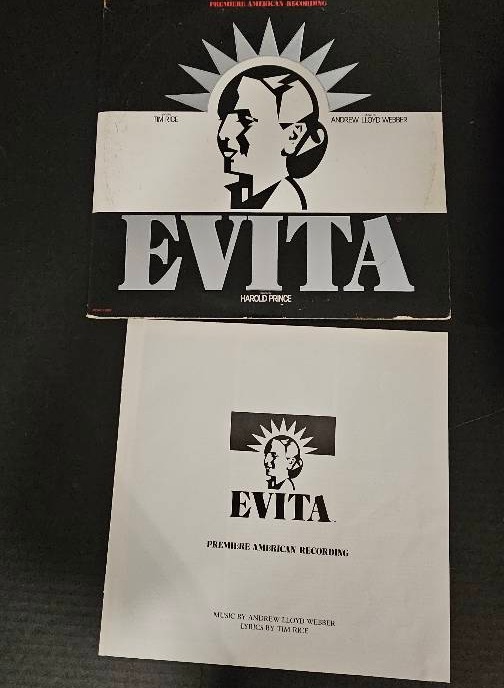 PREMIERE AMERICAN RECORDING
TIM RICE
ANDREW LLOYD WEBBER
EVITA
HAROLD PRINCE
EVITA
PREMIERE AMERICAN RECORDING
MUSIC BY ANDREW LLOYD WEBBER
LYRICS BY TIM RICE